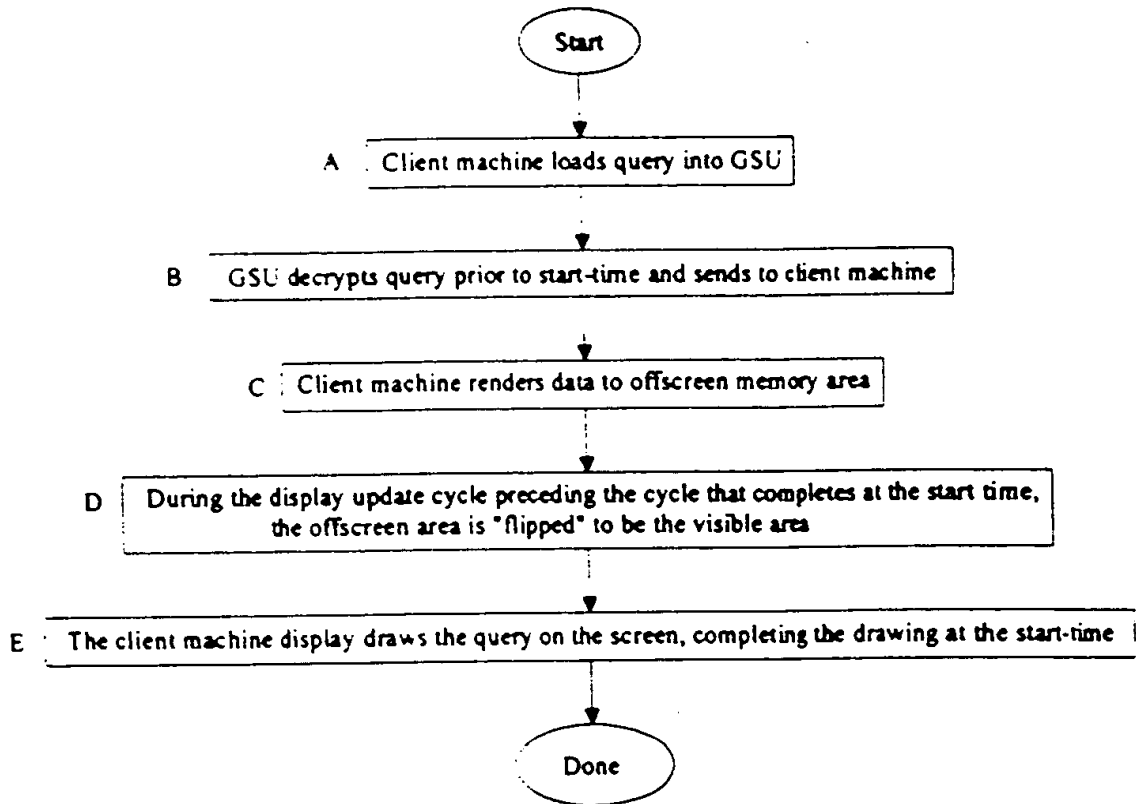 Start
A Client machine loads query into GSU
B GSU decrypts query prior to start-time and sends to client machine
C Client machine renders data to offscreen memory area
D During the display update cycle preceding the cycle that completes at the start time,
the offscreen area is "flipped" to be the visible area
E The client machine display draws the query on the screen, completing the drawing at the start-time
Done